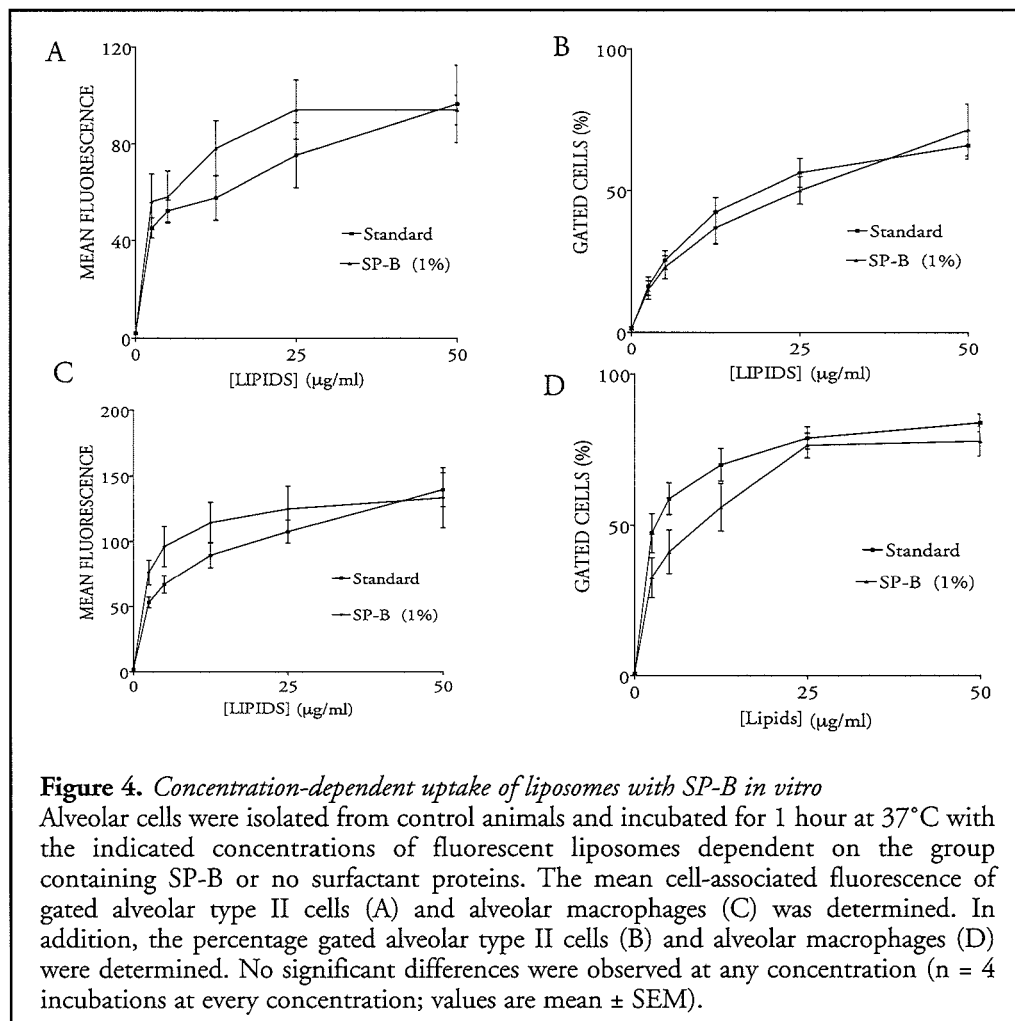 A
MEAN FLUORESCENCE
120
80
40
0
0
25
50
[LIPIDS] (µg/ml)
Standard
SP-B (1%)
B
GATED CELLS (%)
100
50
0
0
25
50
[LIPIDS] (µg/ml)
Standard
SP-B (1%)
C
MEAN FLUORESCENCE
200
150
100
50
0
0
25
50
[LIPIDS] (µg/ml)
Standard
SP-B (1%)
D
GATED CELLS (%)
100
50
0
0
25
50
[Lipids] (µg/ml)
Standard
SP-B (1%)
Figure 4. Concentration-dependent uptake of liposomes with SP-B in vitro
Alveolar cells were isolated from control animals and incubated for 1 hour at 37°C with
the indicated concentrations of fluorescent liposomes dependent on the group
containing SP-B or no surfactant proteins. The mean cell-associated fluorescence of
gated alveolar type II cells (A) and alveolar macrophages (C) was determined. In
addition, the percentage gated alveolar type II cells (B) and alveolar macrophages (D)
were determined. No significant differences were observed at any concentration (n = 4
incubations at every concentration; values are mean ± SEM).